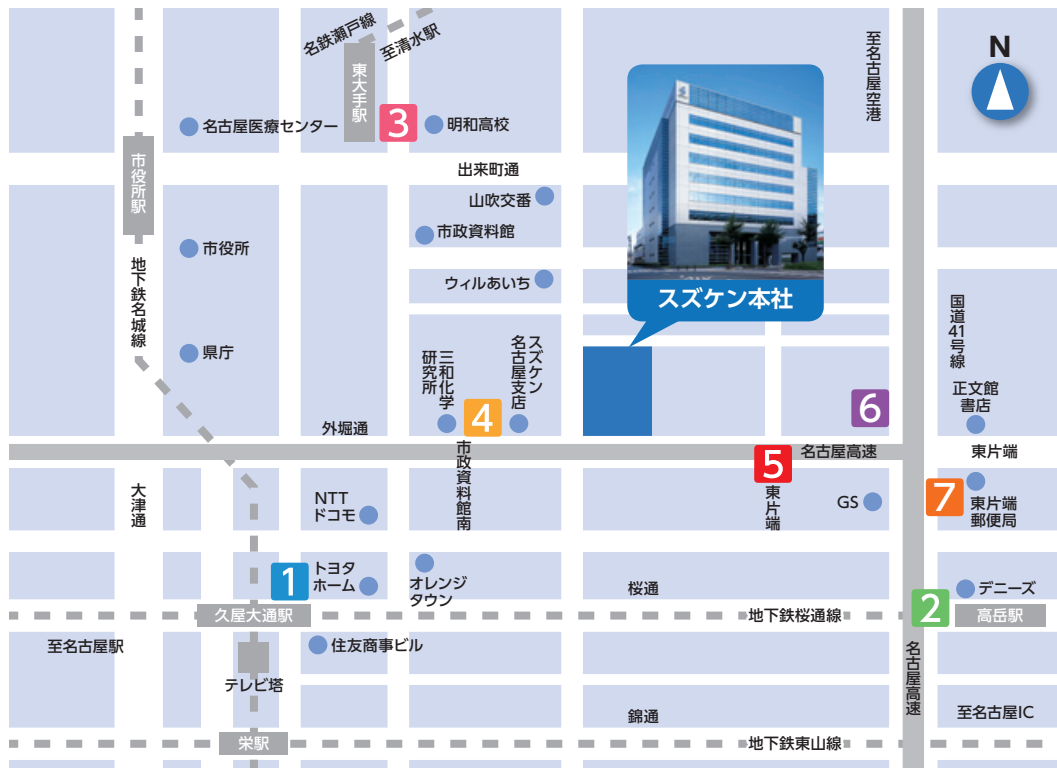 名鉄瀬戸線
至清水駅
東大手駅
3
名古屋医療センター
明和高校
至名古屋空港
N
市役所駅
出来町通
山吹交番
市政資料館
市役所
ウィルあいち
スズケン本社
地下鉄名城線
国道41号線
県庁
三和化学
研究所
スズケン
名古屋支店
4
6
正文館
書店
外堀通
名古屋高速
東片端
市政資料館南
5
東片端
大津通
NTT
ドコモ
GS
7
東片端
郵便局
1
トヨタ
ホーム
オレンジ
タウン
桜通
2
デニーズ
久屋大通駅
地下鉄桜通線
高岳駅
至名古屋駅
住友商事ビル
名古屋高速
テレビ塔
錦通
至名古屋IC
栄駅
地下鉄東山線